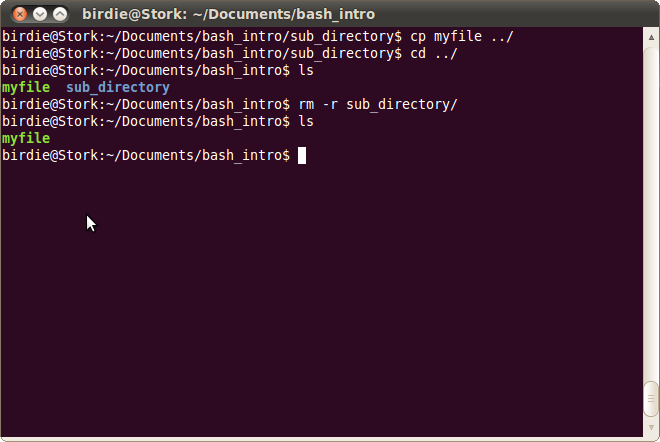 birdie@Stork: ~/Documents/bash_intro
birdie@Stork:~/Documents/bash_intro/sub_directory$ cp myfile ../
birdie@Stork:~/Documents/bash_intro/sub_directory$ cd ../
birdie@Stork:~/Documents/bash_intro$ ls
myfile  sub_directory
birdie@Stork:~/Documents/bash_intro$ rm -r sub_directory/
birdie@Stork:~/Documents/bash_intro$ ls
myfile
birdie@Stork:~/Documents/bash_intro$